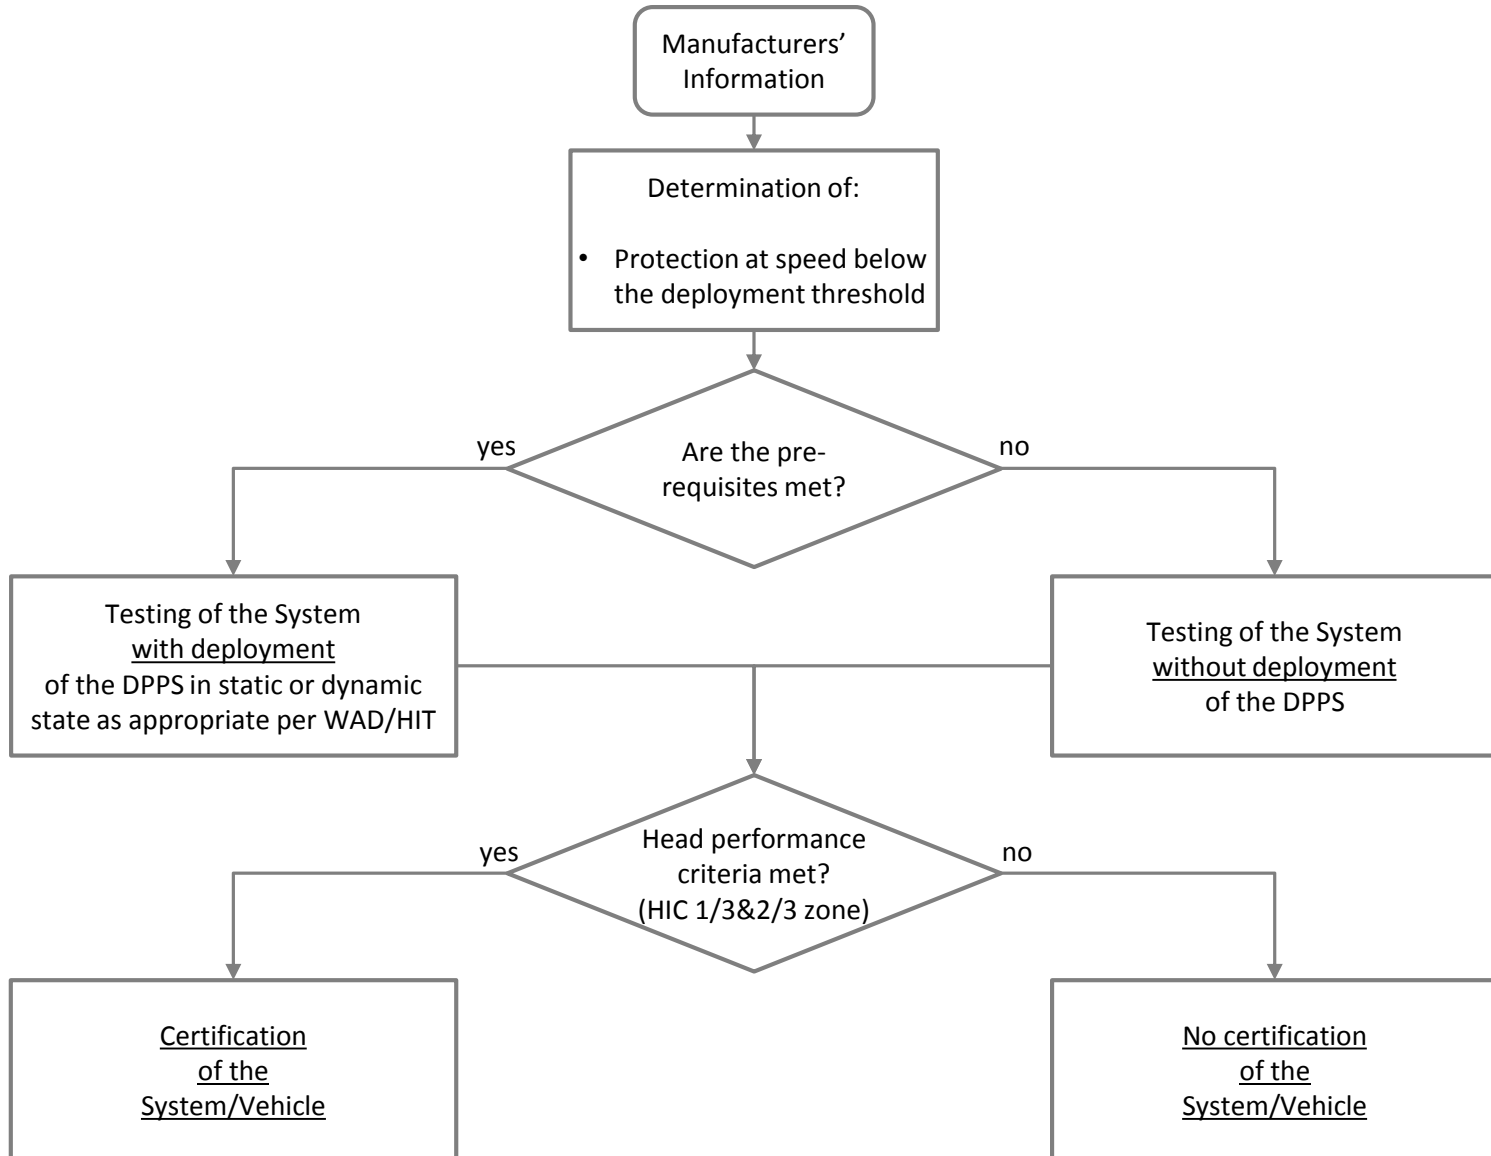 Manufacturers’
Information
Determination of:
• Protection at speed below
the deployment threshold
yes
Are the pre-
requisites met?
no
Testing of the System
with deployment
of the DPPS in static or dynamic
state as appropriate per WAD/HIT
Testing of the System
without deployment
of the DPPS
yes
Head performance
criteria met?
(HIC 1/3&2/3 zone)
no
Certification
of the
System/Vehicle
No certification
of the
System/Vehicle